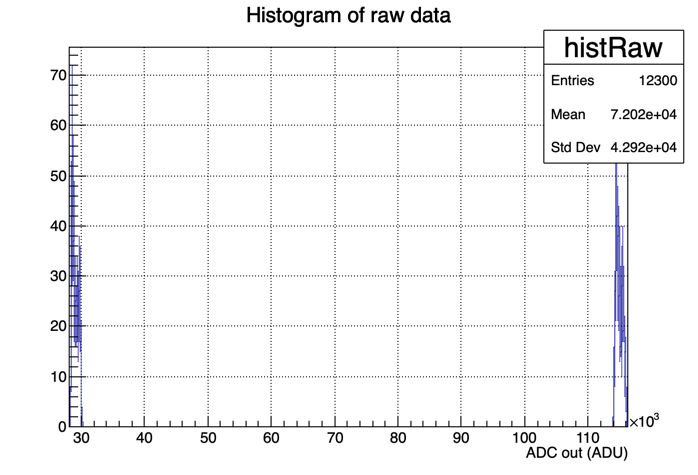 Histogram of raw data
histRaw
Entries 12300
Mean 7.202e+04
Std Dev 4.292e+04
70
60
50
40
30
20
10
0
30 40 50 60 70 80 90 100 110 ×10³
ADC out (ADU)